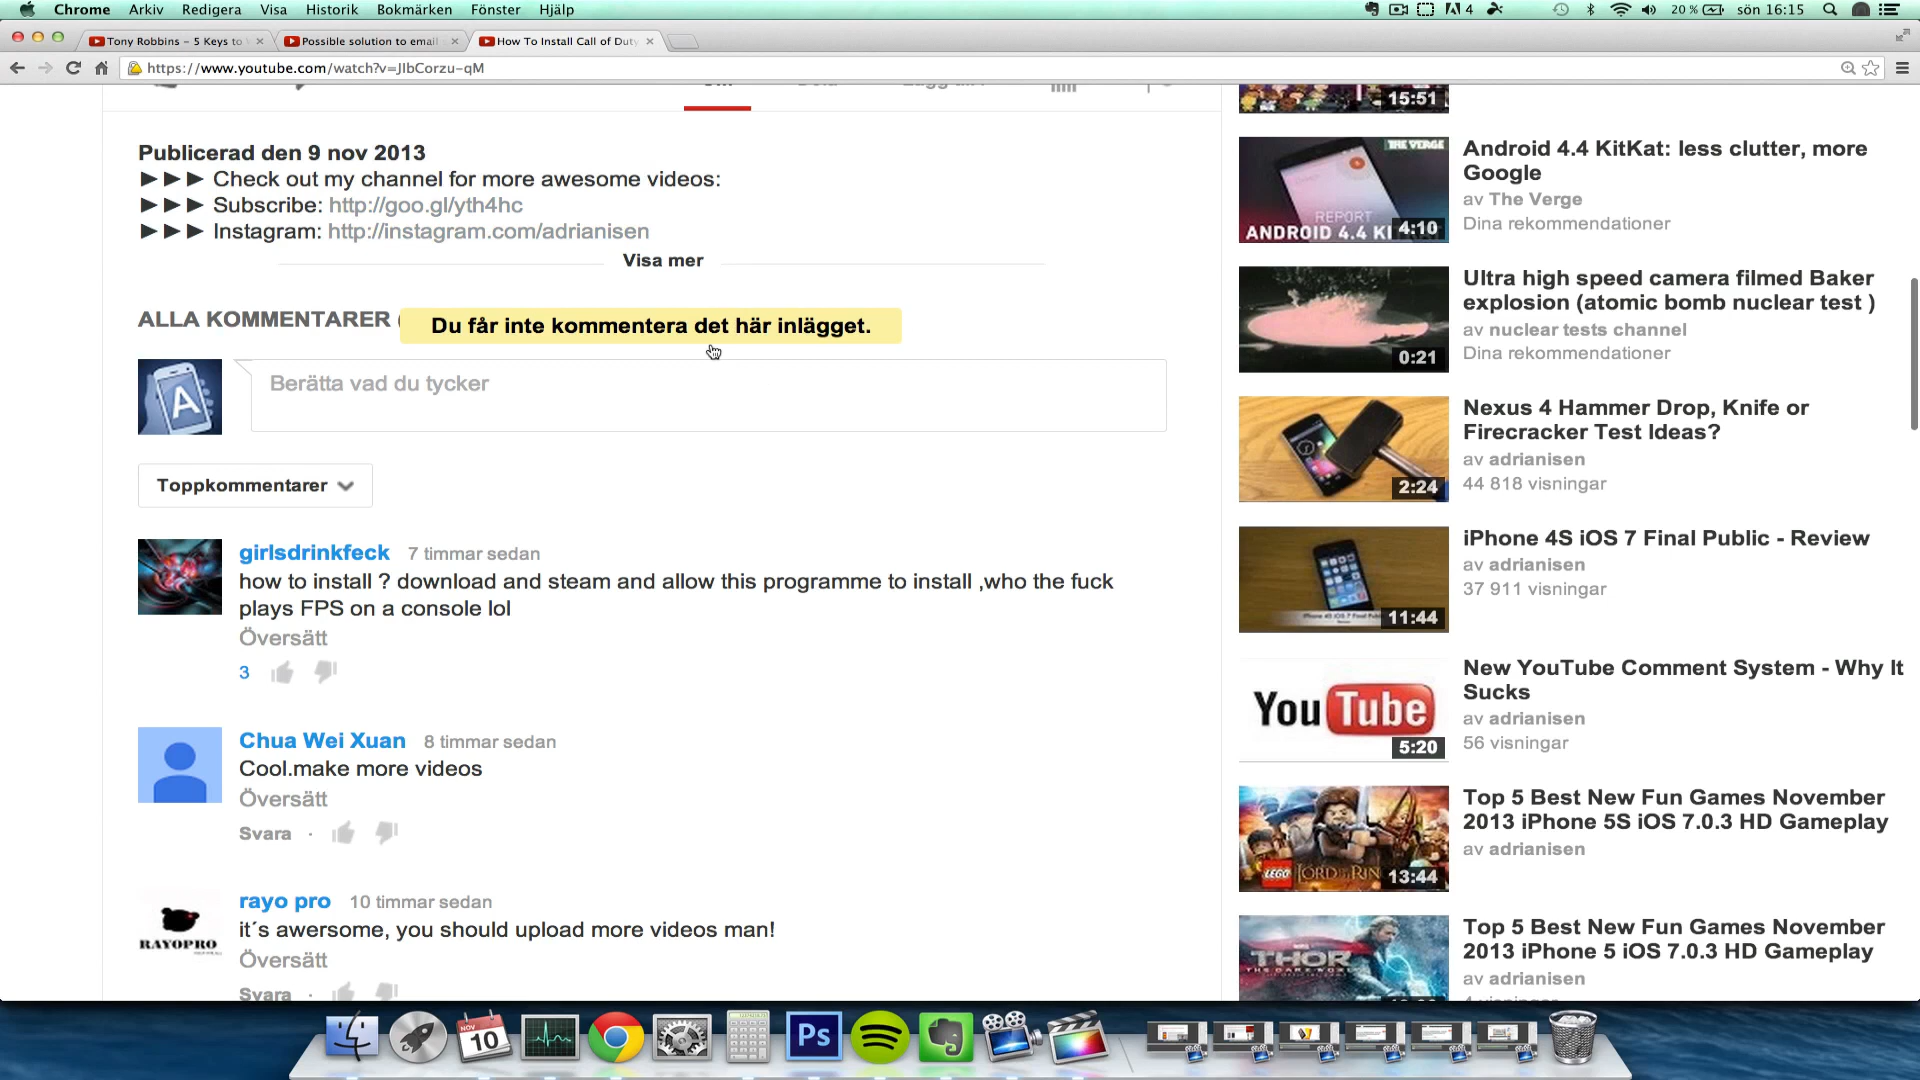 Chrome Arkiv Redigera Visa Historik Bokmärken Fönster Hjälp
4 20 % sön 16:15
Tony Robbins – 5 Keys to
Possible solution to email
How To Install Call of Duty
https://www.youtube.com/watch?v=JIbCorzu-qM
Publicerad den 9 nov 2013
►►► Check out my channel for more awesome videos:
►►► Subscribe: http://goo.gl/yth4hc
►►► Instagram: http://instagram.com/adrianisen
Visa mer
ALLA KOMMENTARER (
Du får inte kommentera det här inlägget.
Berätta vad du tycker
A
Toppkommentarer
girlsdrinkfeck 7 timmar sedan
how to install ? download and steam and allow this programme to install ,who the fuck
plays FPS on a console lol
Översätt
3
Chua Wei Xuan 8 timmar sedan
Cool.make more videos
Översätt
Svara ·
rayo pro 10 timmar sedan
RAYOPRO
it´s awersome, you should upload more videos man!
Översätt
Svara ·
15:51
THE VERGE
REPORT
ANDROID 4.4 KI
4:10
Android 4.4 KitKat: less clutter, more
Google
av The Verge
Dina rekommendationer
0:21
Ultra high speed camera filmed Baker
explosion (atomic bomb nuclear test )
av nuclear tests channel
Dina rekommendationer
2:24
Nexus 4 Hammer Drop, Knife or
Firecracker Test Ideas?
av adrianisen
44 818 visningar
11:44
iPhone 4S iOS 7 Final Public - Review
av adrianisen
37 911 visningar
YouTube
5:20
New YouTube Comment System - Why It
Sucks
av adrianisen
56 visningar
LEGO
LORD OF THE RIN
13:44
Top 5 Best New Fun Games November
2013 iPhone 5S iOS 7.0.3 HD Gameplay
av adrianisen
THOR
THE DARK WORLD
Top 5 Best New Fun Games November
2013 iPhone 5 iOS 7.0.3 HD Gameplay
av adrianisen
NOV
10
Ps